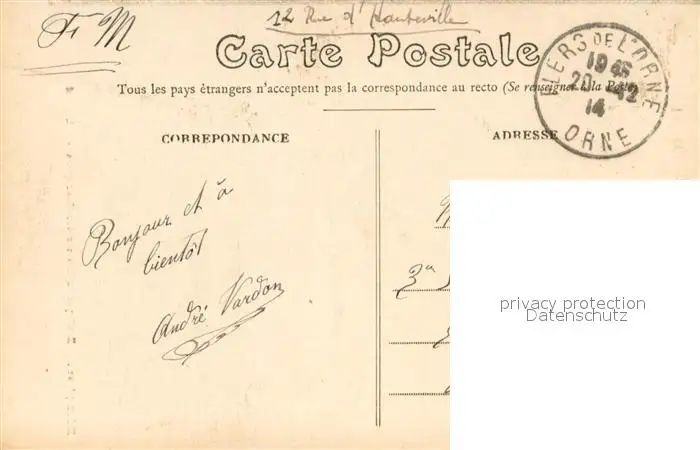 12 Rue d'Hauteville
F M
Carte Postale
Tous les pays étrangers n'acceptent pas la correspondance au recto (Se renseigner à la Poste)
CORREPONDANCE
ADRESSE
FLERS DE L'ORNE
20 - 12
14
ORNE
Bonjour et à
bientôt
André Vardon
3a
privacy protection
Datenschutz